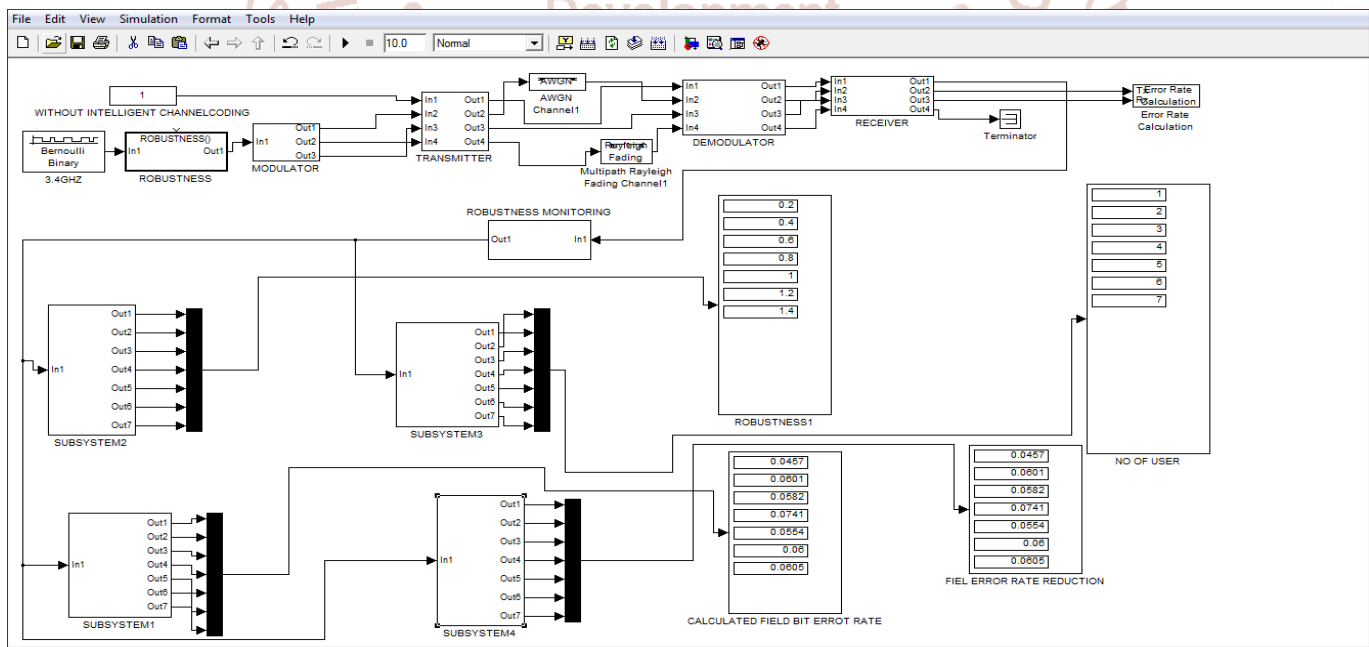 Development
File Edit View Simulation Format Tools Help
10.0 Normal
1
WITHOUT INTELLIGENT CHANNELCODING
Bernoulli
Binary
3.4GHZ
ROBUSTNESS()
In1 Out1
ROBUSTNESS
In1
Out1
Out2
Out3
MODULATOR
In1 Out1
In2 Out2
In3 Out3
In4 Out4
TRANSMITTER
AWGN
AWGN
Channel1
Fading
Multipath Rayleigh
Fading Channel1
In1 Out1
In2 Out2
In3 Out3
In4 Out4
DEMODULATOR
In1 Out1
In2 Out2
In3 Out3
In4 Out4
RECEIVER
Terminator
Tx Error Rate
Rx Calculation
Error Rate
Calculation
ROBUSTNESS MONITORING
Out1 In1
0.2
0.4
0.6
0.8
1
1.2
1.4
ROBUSTNESS1
1
2
3
4
5
6
7
NO OF USER
In1
Out1
Out2
Out3
Out4
Out5
Out6
Out7
SUBSYSTEM2
In1
Out1
Out2
Out3
Out4
Out5
Out6
Out7
SUBSYSTEM3
In1
Out1
Out2
Out3
Out4
Out5
Out6
Out7
SUBSYSTEM1
In1
Out1
Out2
Out3
Out4
Out5
Out6
Out7
SUBSYSTEM4
0.0457
0.0601
0.0582
0.0741
0.0554
0.06
0.0605
CALCULATED FIELD BIT ERROT RATE
0.0457
0.0601
0.0582
0.0741
0.0554
0.06
0.0605
FIEL ERROR RATE REDUCTION